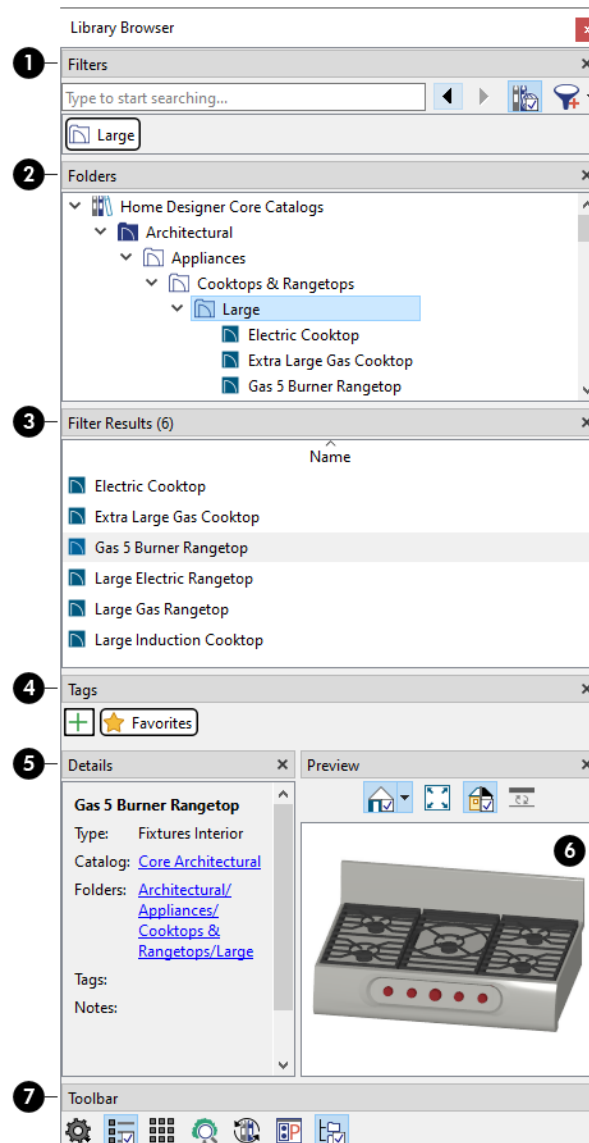 Library Browser
1
Filters
Type to start searching...
Large
2
Folders
Home Designer Core Catalogs
Architectural
Appliances
Cooktops & Rangetops
Large
Electric Cooktop
Extra Large Gas Cooktop
Gas 5 Burner Rangetop
3
Filter Results (6)
Name
Electric Cooktop
Extra Large Gas Cooktop
Gas 5 Burner Rangetop
Large Electric Rangetop
Large Gas Rangetop
Large Induction Cooktop
4
Tags
Favorites
5
Details
Preview
Gas 5 Burner Rangetop
Type: Fixtures Interior
Catalog: Core Architectural
Folders: Architectural/
Appliances/
Cooktops &
Rangetops/Large
Tags:
Notes:
6
7
Toolbar
P